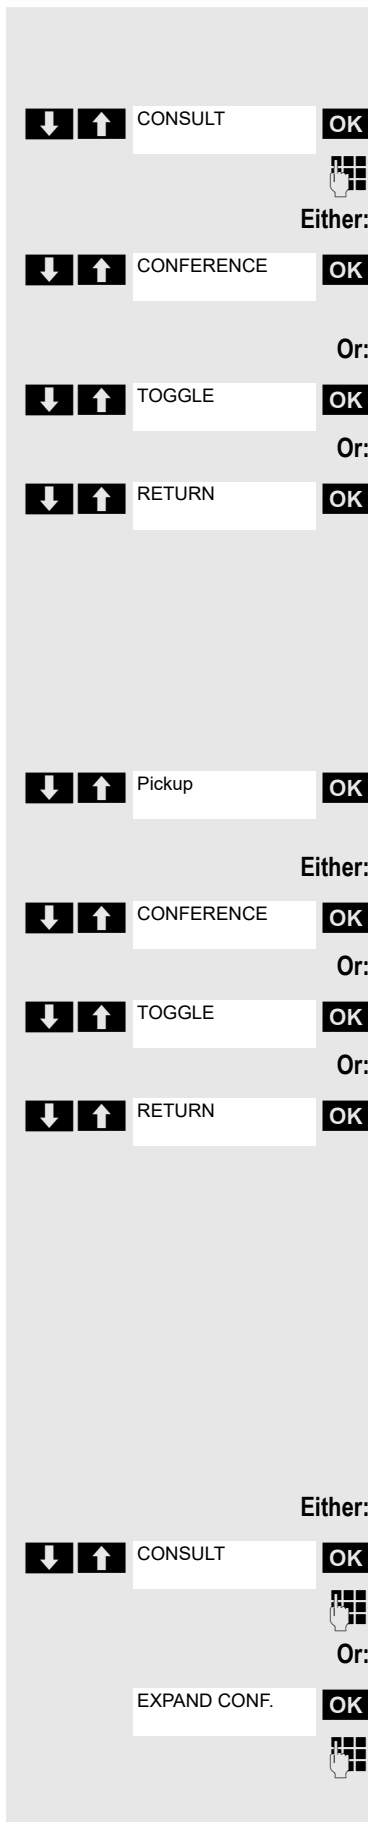 CONSULT OK
Either:
CONFERENCE OK
Or:
TOGGLE OK
Or:
RETURN OK
Pickup OK
Either:
CONFERENCE OK
Or:
TOGGLE OK
Or:
RETURN OK
Either:
CONSULT OK
Or:
EXPAND CONF. OK